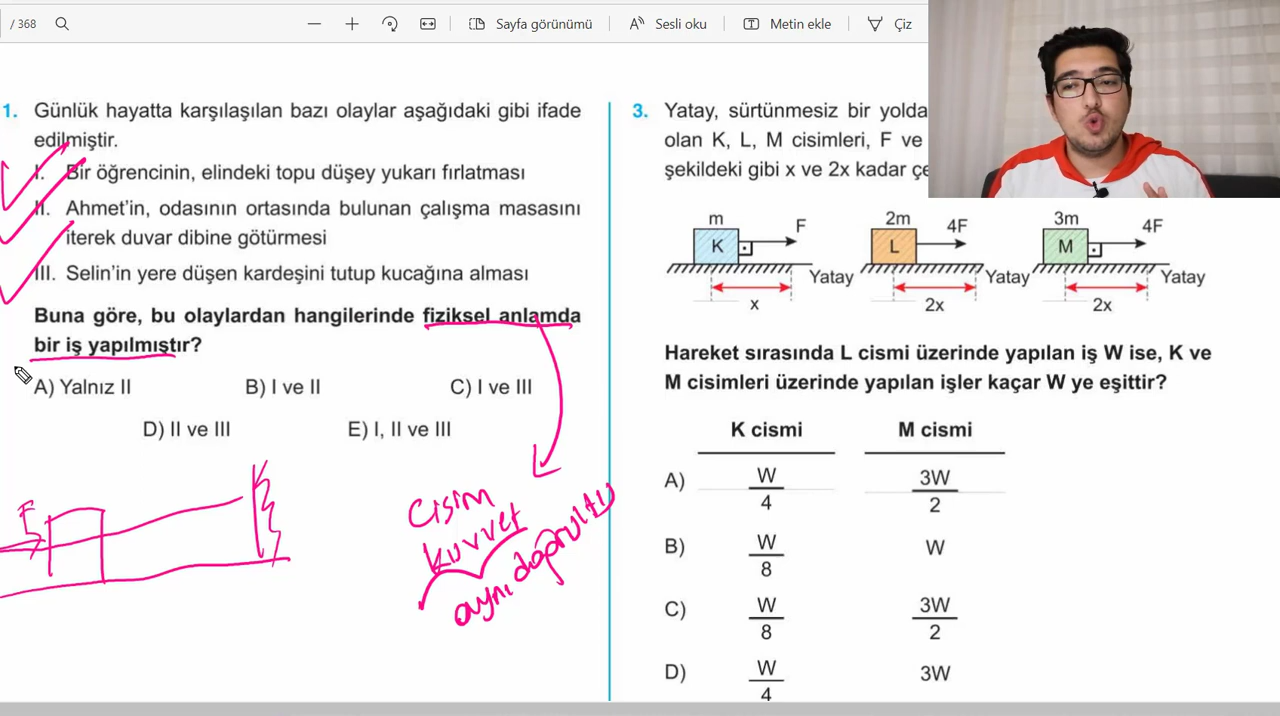 / 368
Sayfa görünümü
Sesli oku
Metin ekle
Çiz
1. Günlük hayatta karşılaşılan bazı olaylar aşağıdaki gibi ifade
edilmiştir.
I. Bir öğrencinin, elindeki topu düşey yukarı fırlatması
II. Ahmet'in, odasının ortasında bulunan çalışma masasını
iterek duvar dibine götürmesi
III. Selin'in yere düşen kardeşini tutup kucağına alması
Buna göre, bu olaylardan hangilerinde fiziksel anlamda
bir iş yapılmıştır?
A) Yalnız II B) I ve II C) I ve III
D) II ve III E) I, II ve III
F
Cisim
kuvvet
aynı doğrultu
3. Yatay, sürtünmesiz bir yolda
olan K, L, M cisimleri, F ve
şekildeki gibi x ve 2x kadar çe
m
K
F
Yatay
x
2m
L
4F
Yatay
2x
3m
M
4F
Yatay
2x
Hareket sırasında L cismi üzerinde yapılan iş W ise, K ve
M cisimleri üzerinde yapılan işler kaçar W ye eşittir?
K cismi M cismi
A) W/4 3W/2
B) W/8 W
C) W/8 3W/2
D) W/4 3W